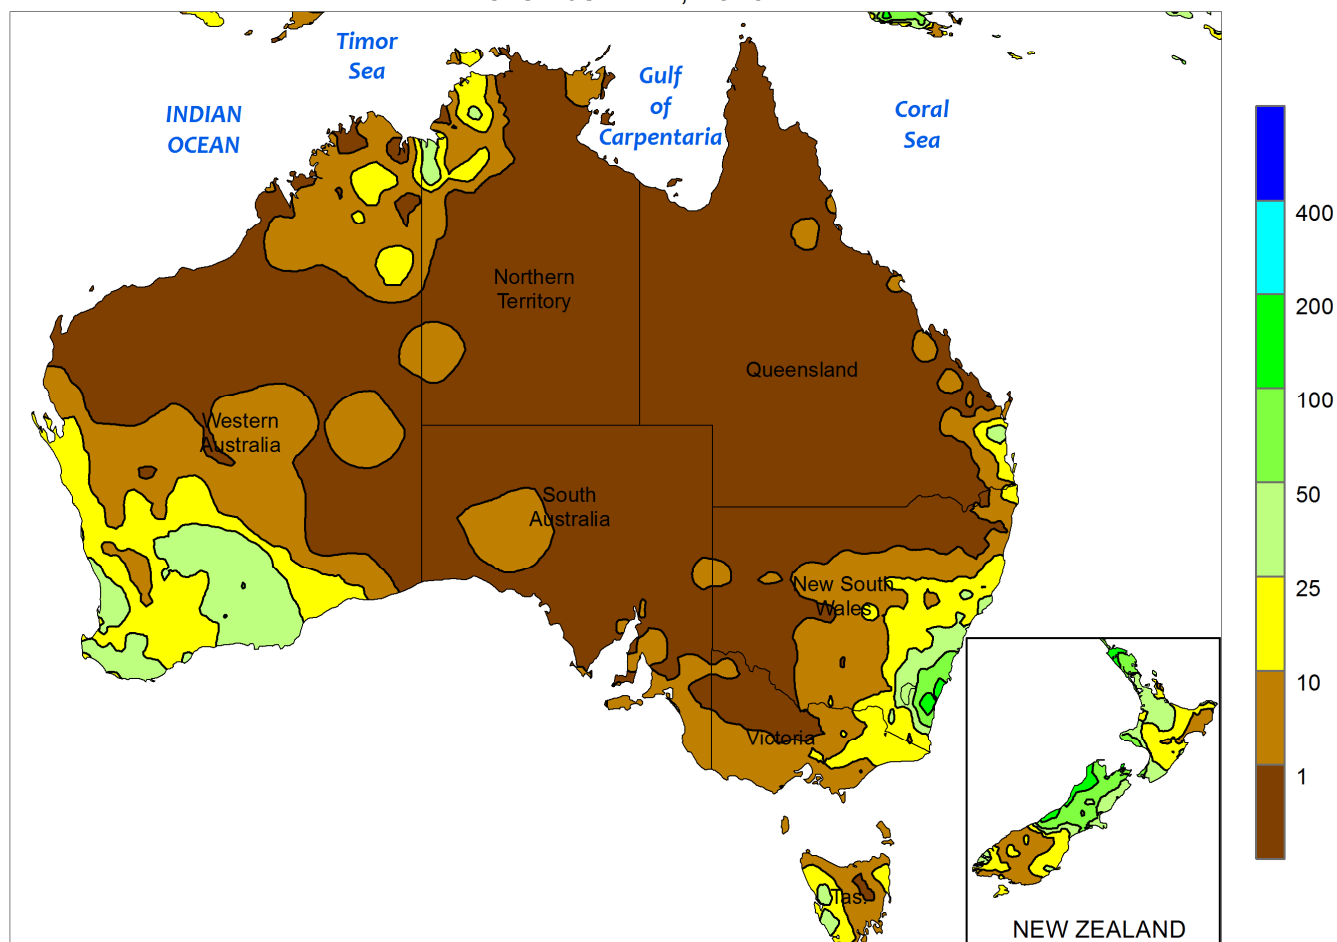 Timor
Sea
Gulf
of
Carpentaria
INDIAN
OCEAN
Coral
Sea
Northern
Territory
Queensland
Western
Australia
South
Australia
New South
Wales
Victoria
Tas.
NEW ZEALAND
400
200
100
50
25
10
1